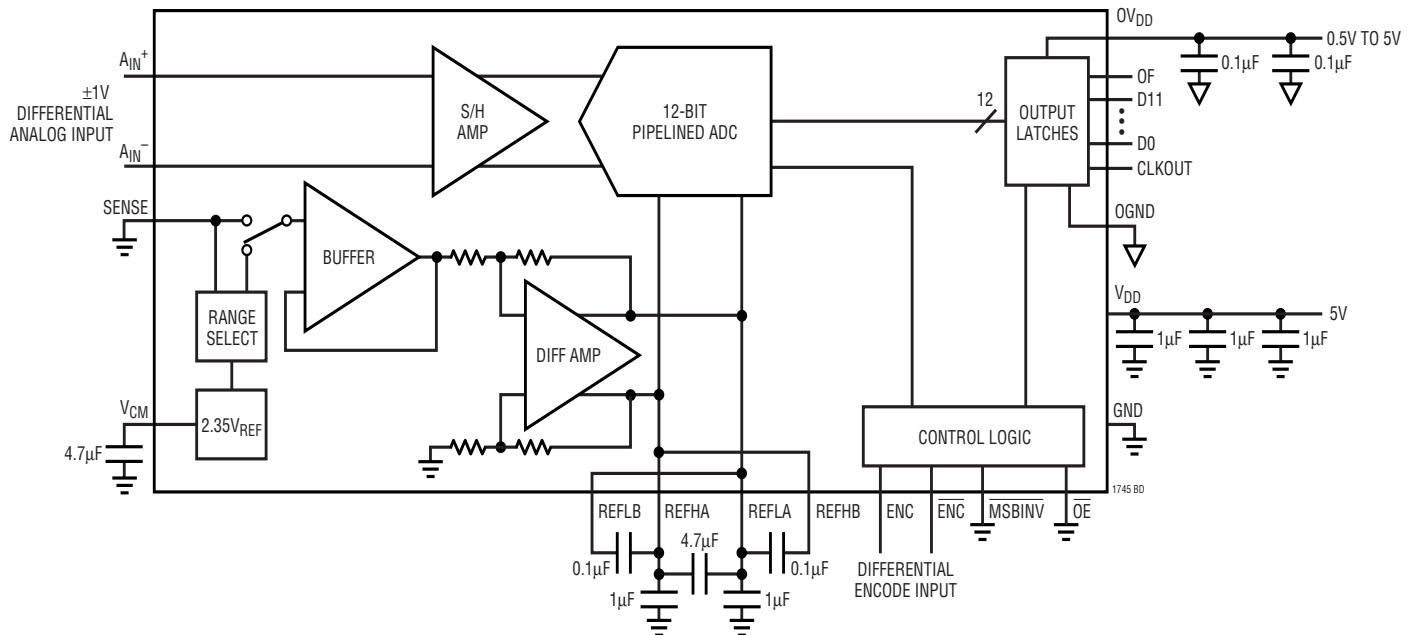 OVDD
0.5V TO 5V
0.1µF
0.1µF
AIN+
±1V
DIFFERENTIAL
ANALOG INPUT
AIN–
S/H
AMP
12-BIT
PIPELINED ADC
12
OUTPUT
LATCHES
OF
D11
D0
CLKOUT
OGND
SENSE
BUFFER
RANGE
SELECT
DIFF AMP
VDD
5V
1µF
1µF
1µF
VCM
2.35VREF
4.7µF
CONTROL LOGIC
GND
1745 BD
REFLB
REFHA
REFLA
REFHB
ENC
ENC
MSBINV
OE
4.7µF
0.1µF
0.1µF
1µF
1µF
DIFFERENTIAL
ENCODE INPUT